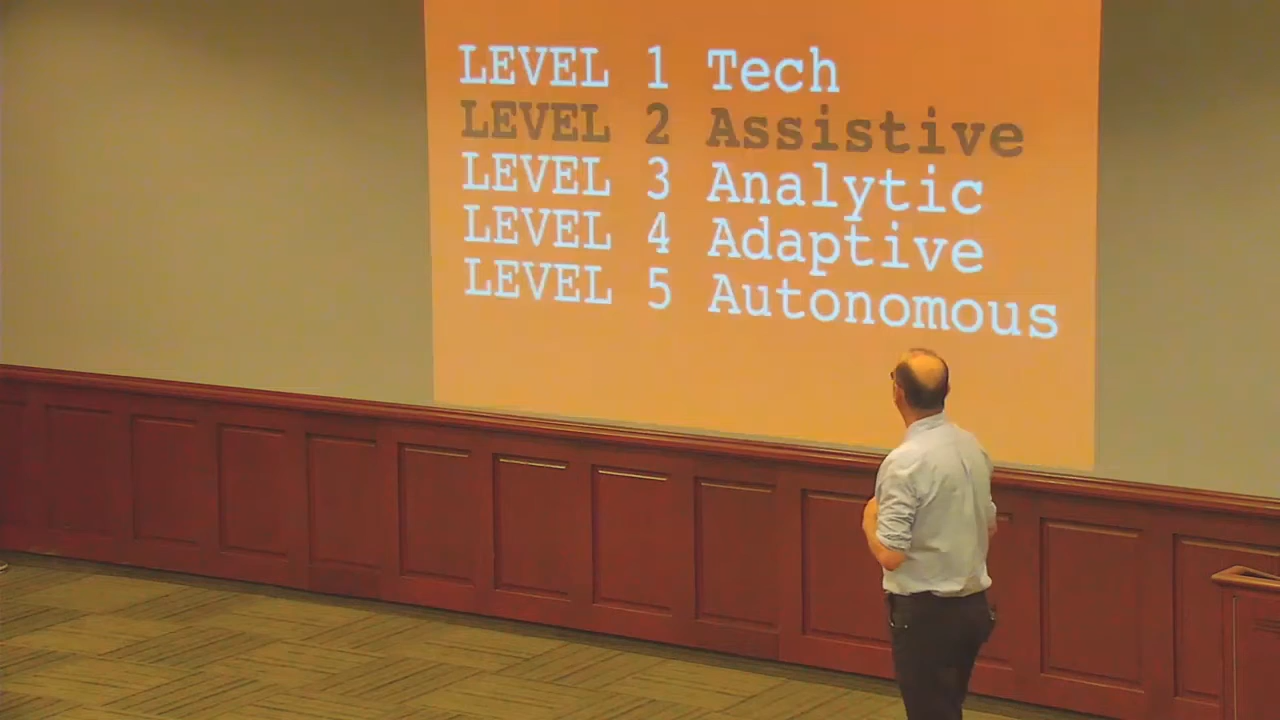 LEVEL 1 Tech
LEVEL 2 Assistive
LEVEL 3 Analytic
LEVEL 4 Adaptive
LEVEL 5 Autonomous